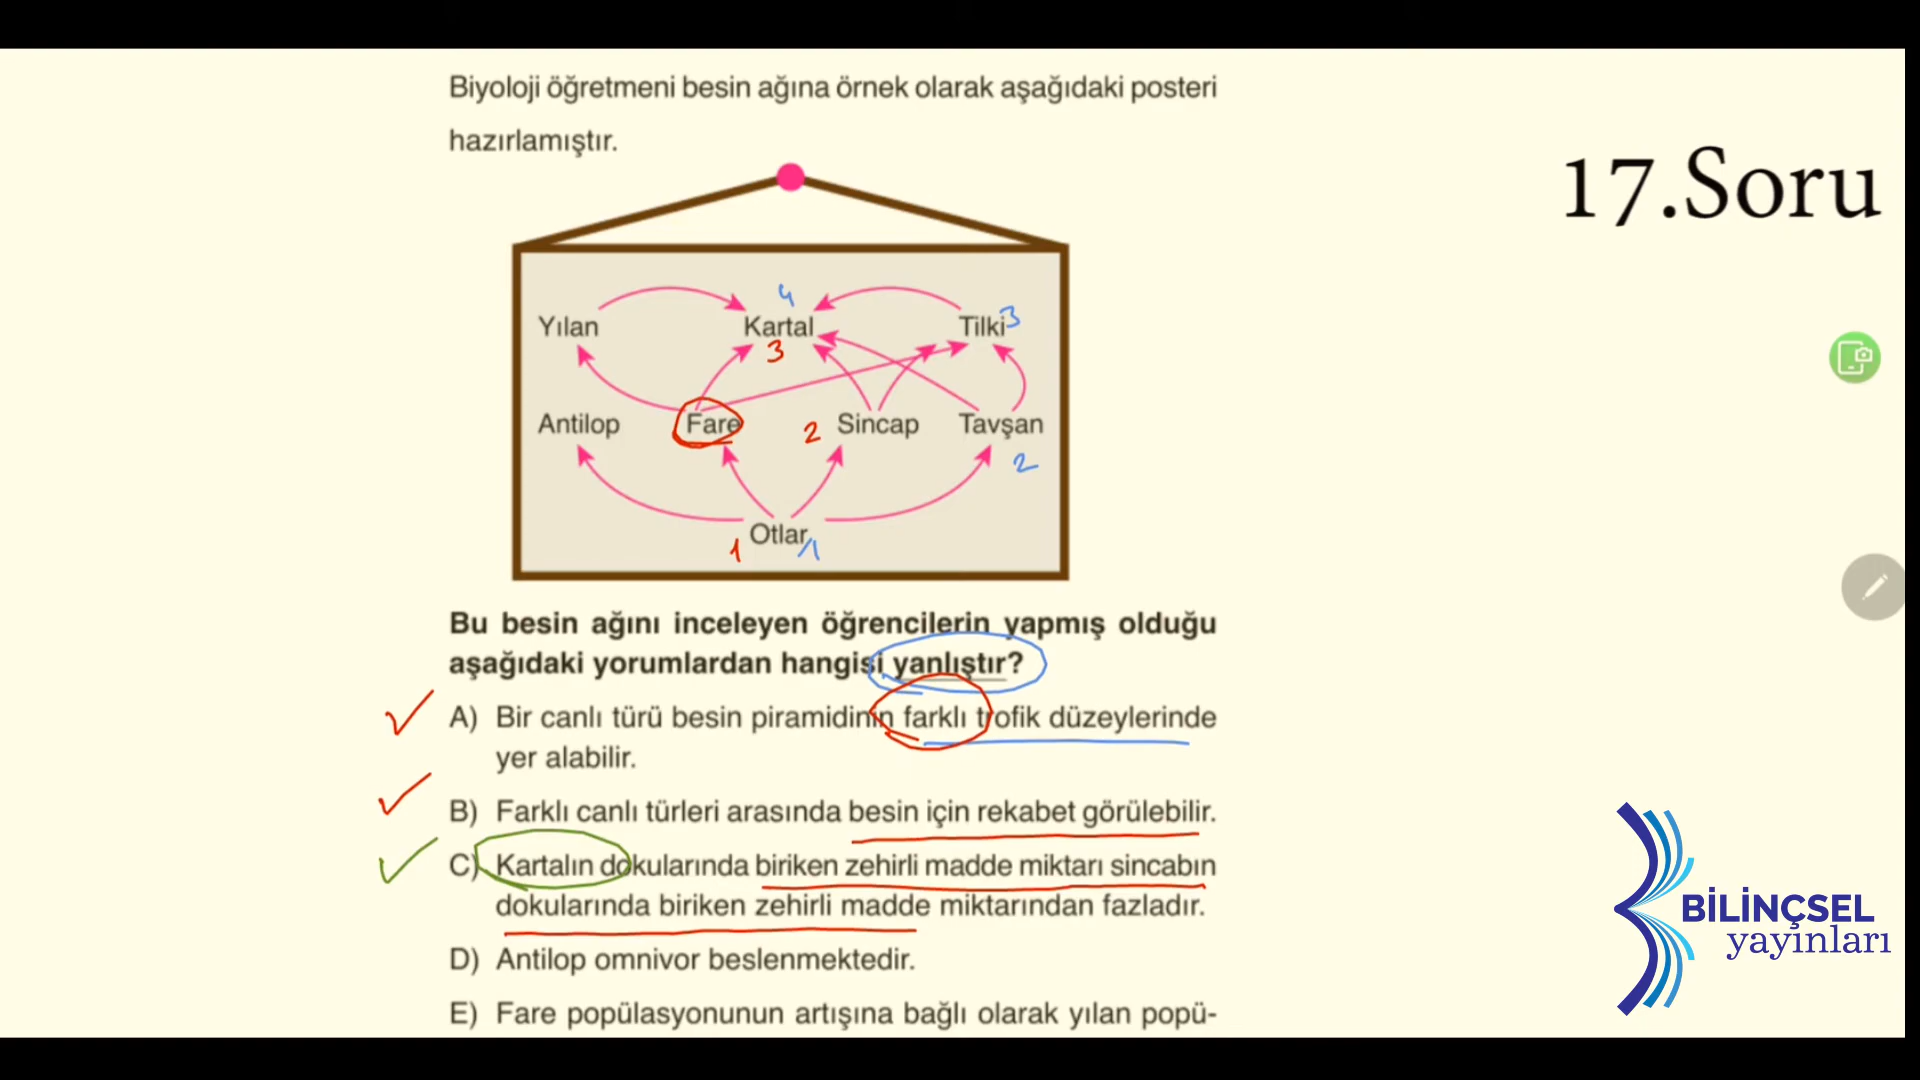 Biyoloji öğretmeni besin ağına örnek olarak aşağıdaki posteri
hazırlamıştır.
17.Soru
4
Yılan
Kartal
Tilki
3
3
Antilop
Fare
2
Sincap
Tavşan
2
Otlar
1
1
Bu besin ağını inceleyen öğrencilerin yapmış olduğu
aşağıdaki yorumlardan hangisi yanlıştır?
A) Bir canlı türü besin piramidinin farklı trofik düzeylerinde
yer alabilir.
B) Farklı canlı türleri arasında besin için rekabet görülebilir.
C) Kartalın dokularında biriken zehirli madde miktarı sincabın
dokularında biriken zehirli madde miktarından fazladır.
D) Antilop omnivor beslenmektedir.
E) Fare popülasyonunun artışına bağlı olarak yılan popü-
BİLİNÇSEL
yayınları